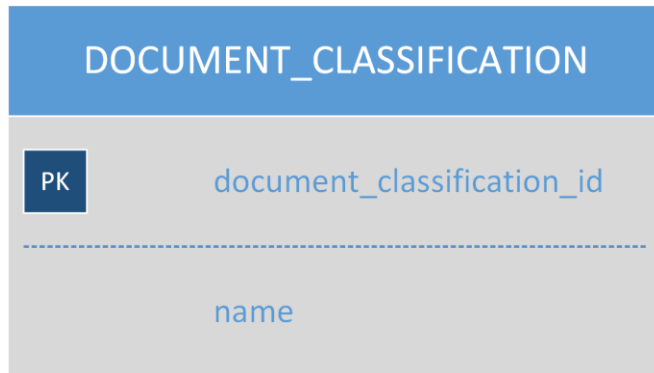 DOCUMENT_CLASSIFICATION
PK document_classification_id
name